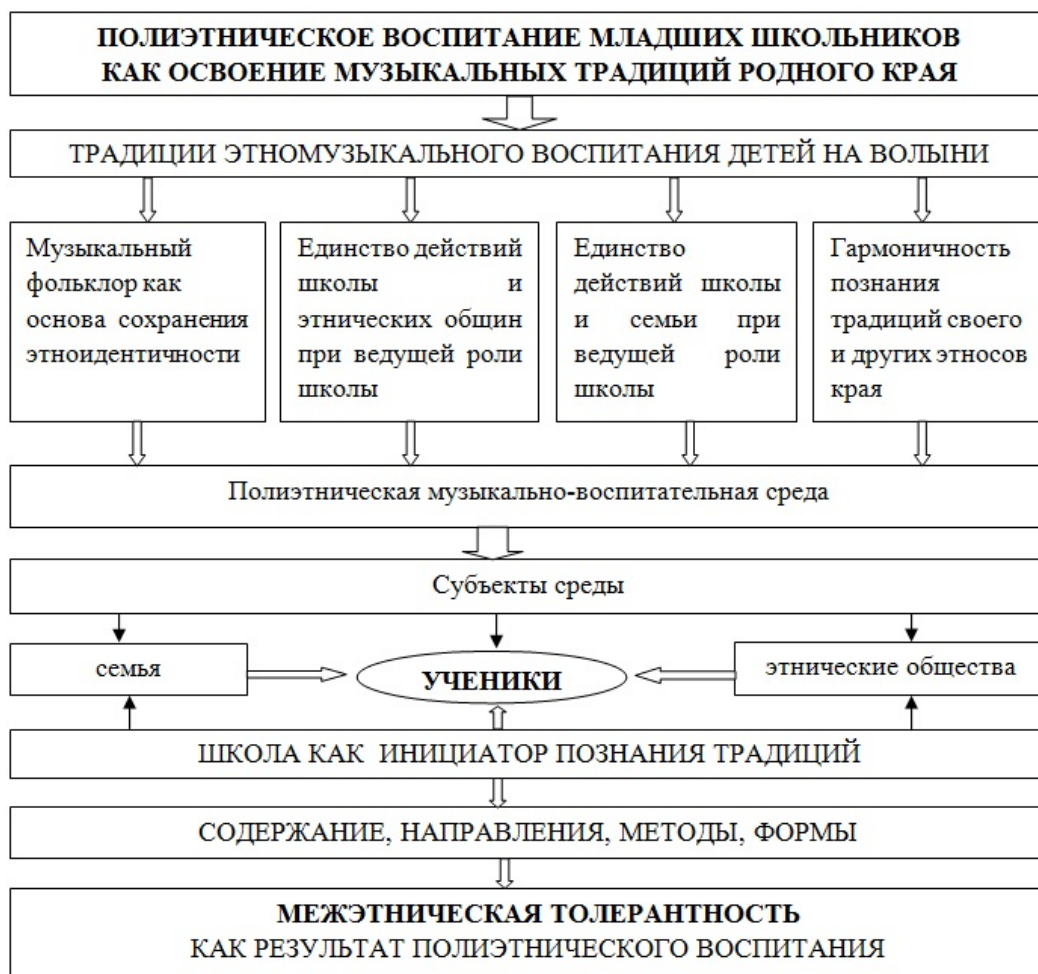 ПОЛИЭТНИЧЕСКОЕ ВОСПИТАНИЕ МЛАДШИХ ШКОЛЬНИКОВ
КАК ОСВОЕНИЕ МУЗЫКАЛЬНЫХ ТРАДИЦИЙ РОДНОГО КРАЯ
ТРАДИЦИИ ЭТНОМУЗЫКАЛЬНОГО ВОСПИТАНИЯ ДЕТЕЙ НА ВОЛЫНИ
Музыкальный
фольклор как
основа сохранения
этноидентичности
Единство действий
школы и
этнических общин
при ведущей роли
школы
Единство
действий школы
и семьи при
ведущей роли
школы
Гармоничность
познания
традиций своего
и других этносов
края
Полиэтническая музыкально-воспитательная среда
Субъекты среды
семья
УЧЕНИКИ
этнические общества
ШКОЛА КАК ИНИЦИАТОР ПОЗНАНИЯ ТРАДИЦИЙ
СОДЕРЖАНИЕ, НАПРАВЛЕНИЯ, МЕТОДЫ, ФОРМЫ
МЕЖЭТНИЧЕСКАЯ ТОЛЕРАНТНОСТЬ
КАК РЕЗУЛЬТАТ ПОЛИЭТНИЧЕСКОГО ВОСПИТАНИЯ